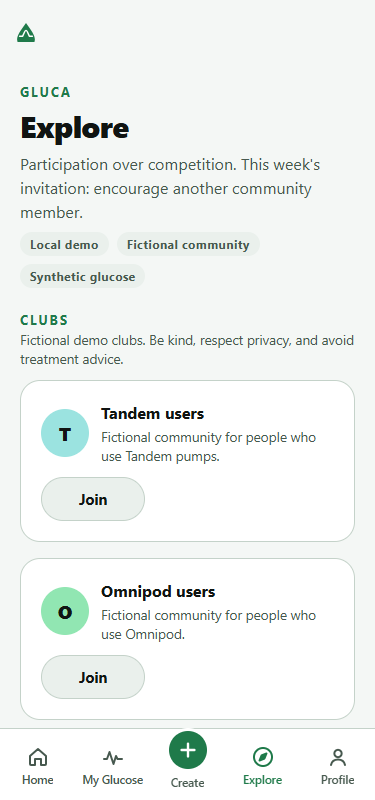 GLUCA
Explore
Participation over competition. This week's
invitation: encourage another community
member.
Local demo
Fictional community
Synthetic glucose
CLUBS
Fictional demo clubs. Be kind, respect privacy, and avoid
treatment advice.
T
Tandem users
Fictional community for people who
use Tandem pumps.
Join
O
Omnipod users
Fictional community for people who
use Omnipod.
Join
Home
My Glucose
Create
Explore
Profile